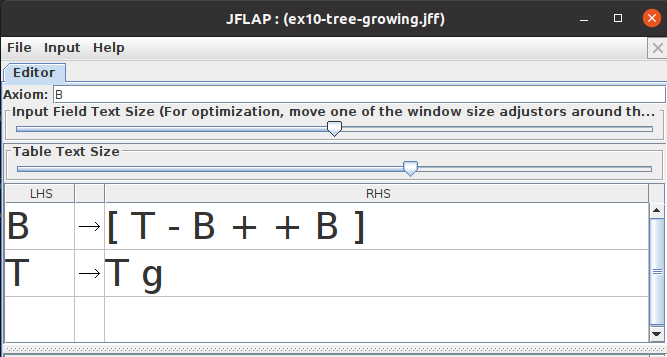 JFLAP : (ex10-tree-growing.jff)
File Input Help
Editor
Axiom: B
Input Field Text Size (For optimization, move one of the window size adjustors around th...
Table Text Size
LHS RHS
B → [ T - B + + B ]
T → T g